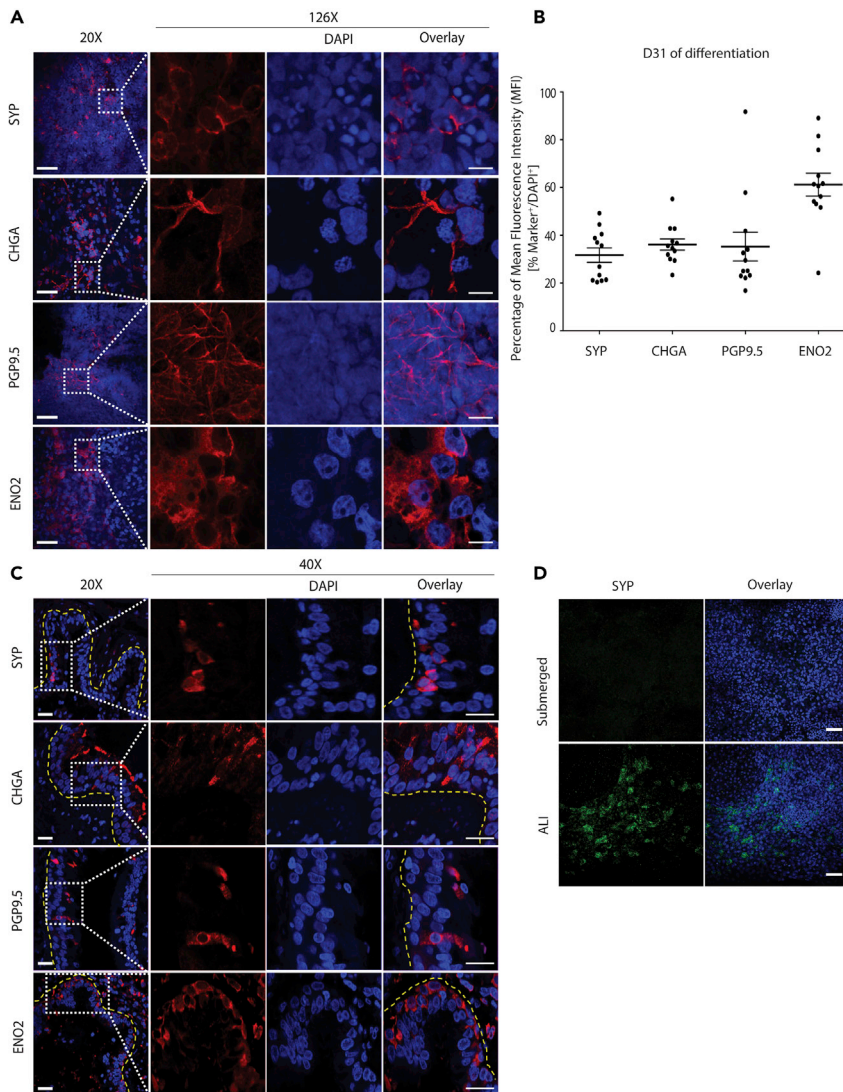 A
126X
20X
DAPI
Overlay
SYP
CHGA
PGP9.5
ENO2
B
D31 of differentiation
Percentage of Mean Fluorescence Intensity (MFI)
[% Marker⁺/DAPI⁺]
100
80
60
40
20
0
SYP
CHGA
PGP9.5
ENO2
C
40X
20X
DAPI
Overlay
SYP
CHGA
PGP9.5
ENO2
D
SYP
Overlay
Submerged
ALI